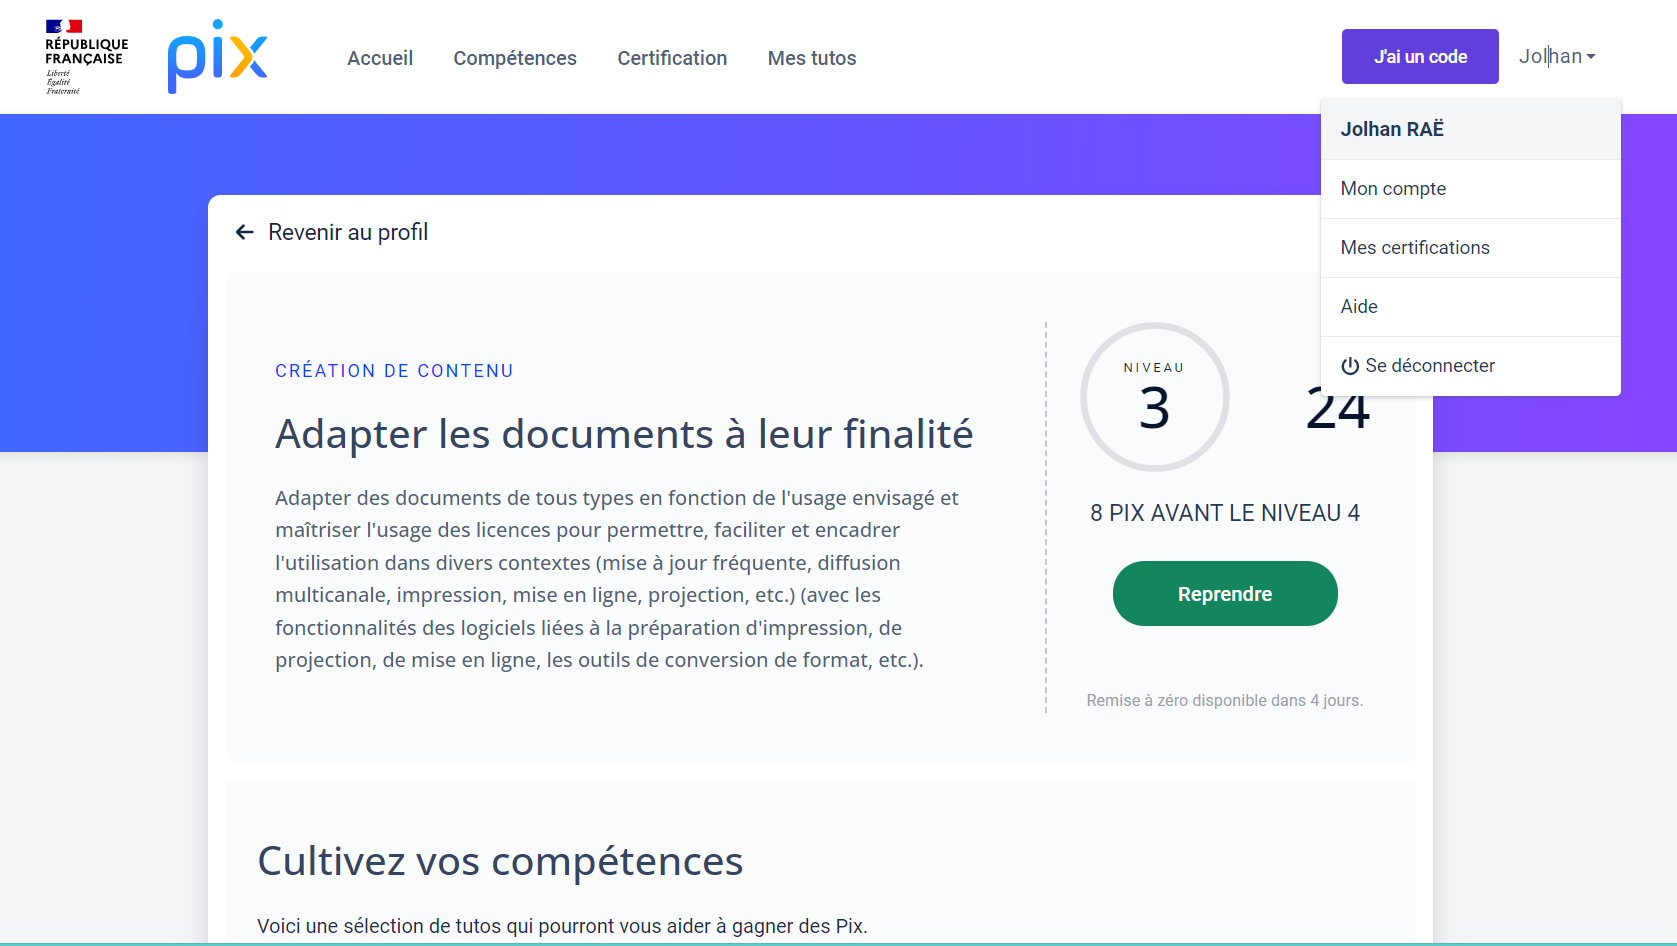 RÉPUBLIQUE
FRANÇAISE
Liberté
Égalité
Fraternité
pix
Accueil
Compétences
Certification
Mes tutos
J'ai un code
Jolhan
Jolhan RAË
Mon compte
Mes certifications
Aide
Se déconnecter
Revenir au profil
CRÉATION DE CONTENU
Adapter les documents à leur finalité
Adapter des documents de tous types en fonction de l'usage envisagé et
maîtriser l'usage des licences pour permettre, faciliter et encadrer
l'utilisation dans divers contextes (mise à jour fréquente, diffusion
multicanale, impression, mise en ligne, projection, etc.) (avec les
fonctionnalités des logiciels liées à la préparation d'impression, de
projection, de mise en ligne, les outils de conversion de format, etc.).
NIVEAU
3
24
8 PIX AVANT LE NIVEAU 4
Reprendre
Remise à zéro disponible dans 4 jours.
Cultivez vos compétences
Voici une sélection de tutos qui pourront vous aider à gagner des Pix.